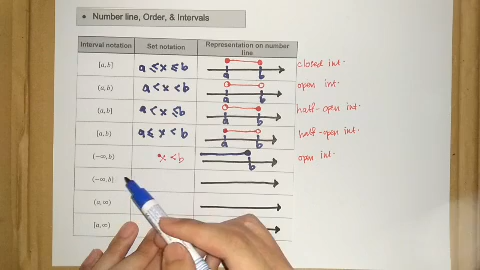 • Number line, Order, & Intervals
Interval notation Set notation Representation on number line
[a, b] a ≤ x ≤ b a b closed int.
(a, b) a < x < b a b open int.
(a, b] a < x ≤ b a b half-open int.
[a, b) a ≤ x < b a b half-open int.
(−∞, b) x < b b open int.
(−∞, b]
(a, ∞)
[a, ∞)